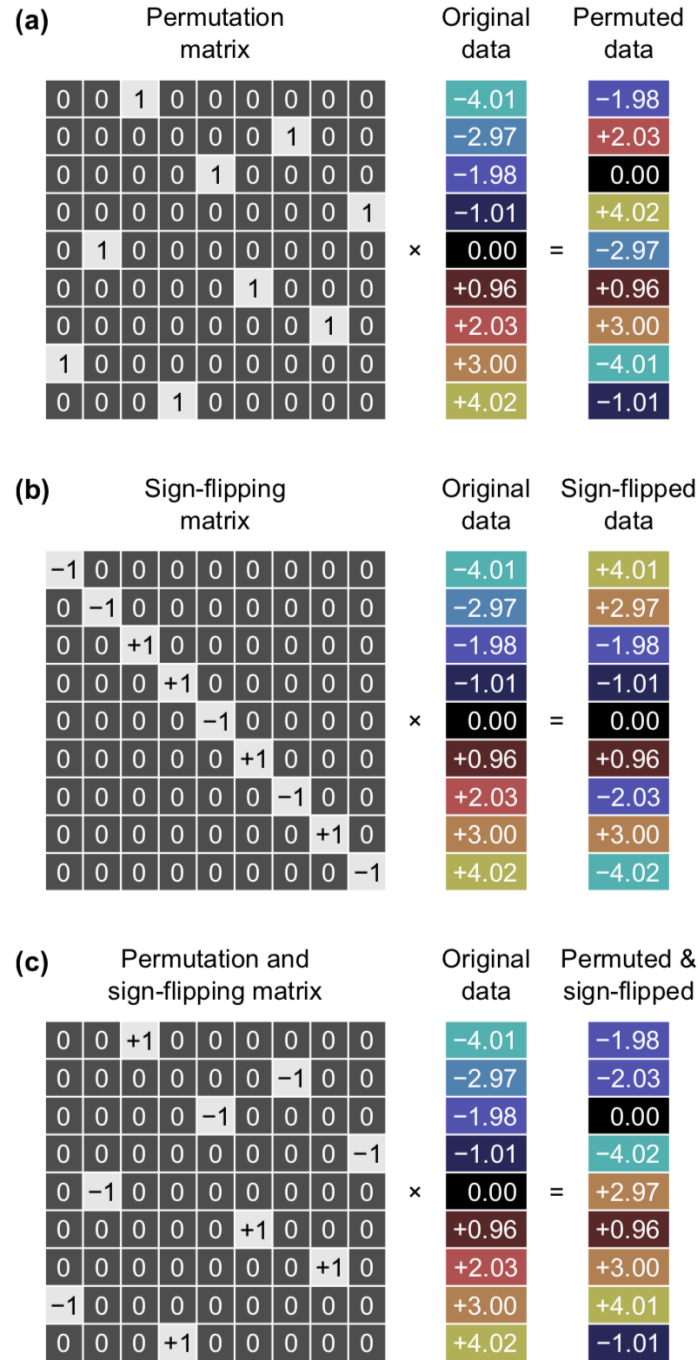 (a) Permutation matrix Original data Permuted data
0 0 1 0 0 0 0 0 0 −4.01 −1.98
0 0 0 0 0 0 1 0 0 −2.97 +2.03
0 0 0 0 1 0 0 0 0 −1.98 0.00
0 0 0 0 0 0 0 0 1 −1.01 +4.02
0 1 0 0 0 0 0 0 0 × 0.00 = −2.97
0 0 0 0 0 1 0 0 0 +0.96 +0.96
0 0 0 0 0 0 0 1 0 +2.03 +3.00
1 0 0 0 0 0 0 0 0 +3.00 −4.01
0 0 0 1 0 0 0 0 0 +4.02 −1.01
(b) Sign-flipping matrix Original data Sign-flipped data
−1 0 0 0 0 0 0 0 0 −4.01 +4.01
0 −1 0 0 0 0 0 0 0 −2.97 +2.97
0 0 +1 0 0 0 0 0 0 −1.98 −1.98
0 0 0 +1 0 0 0 0 0 −1.01 −1.01
0 0 0 0 −1 0 0 0 0 × 0.00 = 0.00
0 0 0 0 0 +1 0 0 0 +0.96 +0.96
0 0 0 0 0 0 −1 0 0 +2.03 −2.03
0 0 0 0 0 0 0 +1 0 +3.00 +3.00
0 0 0 0 0 0 0 0 −1 +4.02 −4.02
(c) Permutation and sign-flipping matrix Original data Permuted & sign-flipped
0 0 +1 0 0 0 0 0 0 −4.01 −1.98
0 0 0 0 0 0 −1 0 0 −2.97 −2.03
0 0 0 0 −1 0 0 0 0 −1.98 0.00
0 0 0 0 0 0 0 0 −1 −1.01 −4.02
0 −1 0 0 0 0 0 0 0 × 0.00 = +2.97
0 0 0 0 0 +1 0 0 0 +0.96 +0.96
0 0 0 0 0 0 0 +1 0 +2.03 +3.00
−1 0 0 0 0 0 0 0 0 +3.00 +4.01
0 0 0 +1 0 0 0 0 0 +4.02 −1.01